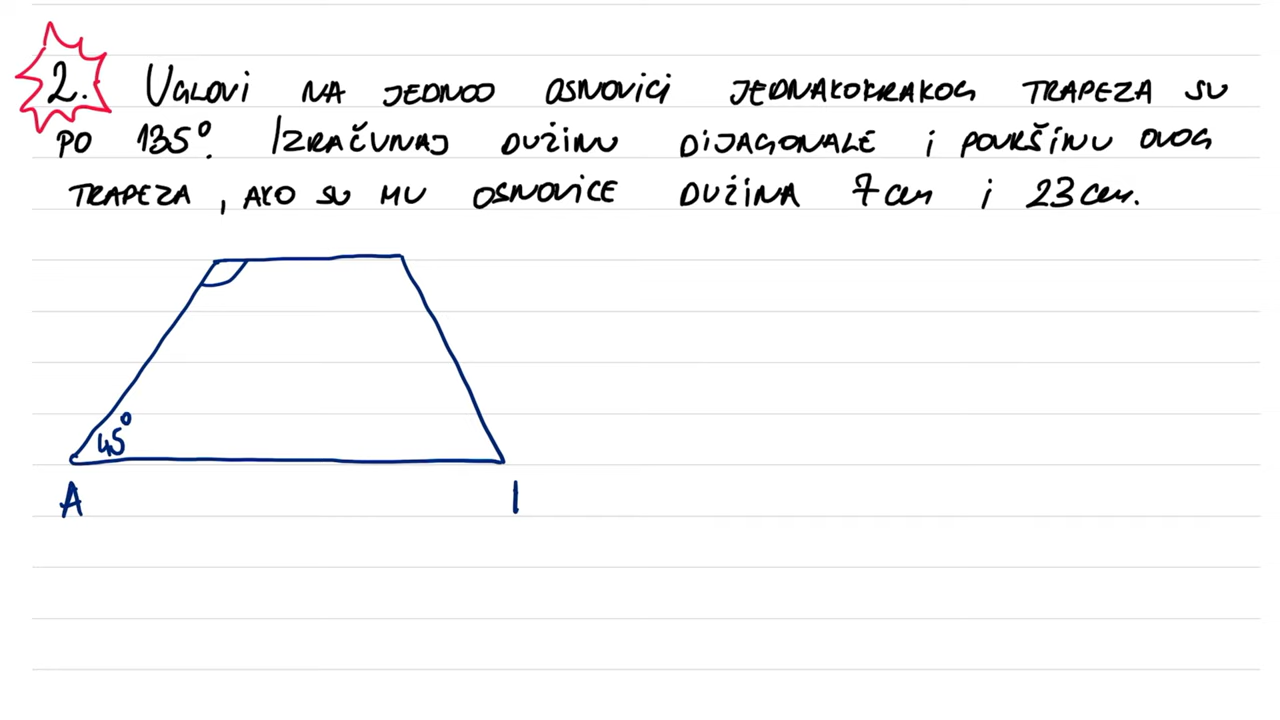 2. UGLOVI NA JEDNOJ OSNOVICI JEDNAKOKRAKOG TRAPEZA SU
PO 135°. IZRAČUNAJ DUŽINU DIJAGONALE I POVRŠINU OVOG
TRAPEZA, AKO SU MU OSNOVICE DUŽINA 7cm i 23cm.
45°
A